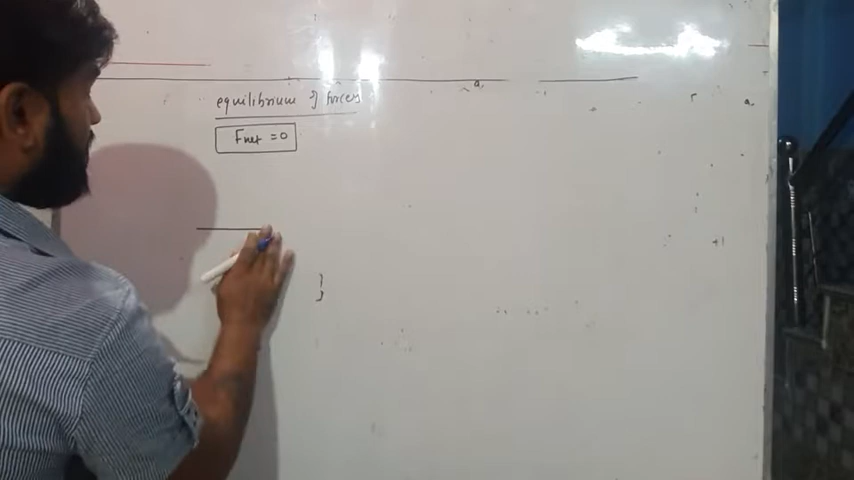 equilibrium of forces
Fnet = 0